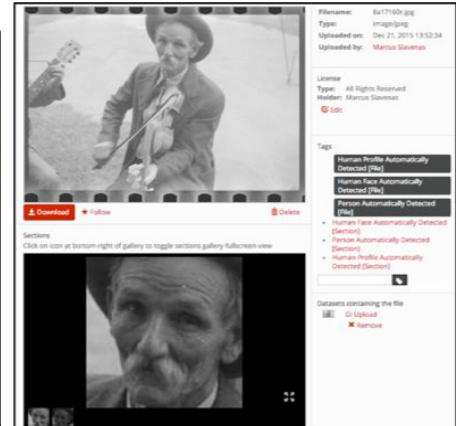 Filename: 8a17160r.jpg
Type: image/jpeg
Uploaded on: Dec 21, 2015 13:52:34
Uploaded by: Marcus Slavenas
License
Type: All Rights Reserved
Holder: Marcus Slavenas
Edit
Tags
Human Profile Automatically
Detected [File]
Human Face Automatically
Detected [File]
Person Automatically Detected
[File]
Human Face Automatically Detected
(Section)
Person Automatically Detected
(Section)
Human Profile Automatically
Detected (Section)
Datasets containing the file
GI Upload
Remove
Download Follow Delete
Sections
Click on icon at bottom-right of gallery to toggle sections gallery fullscreen view